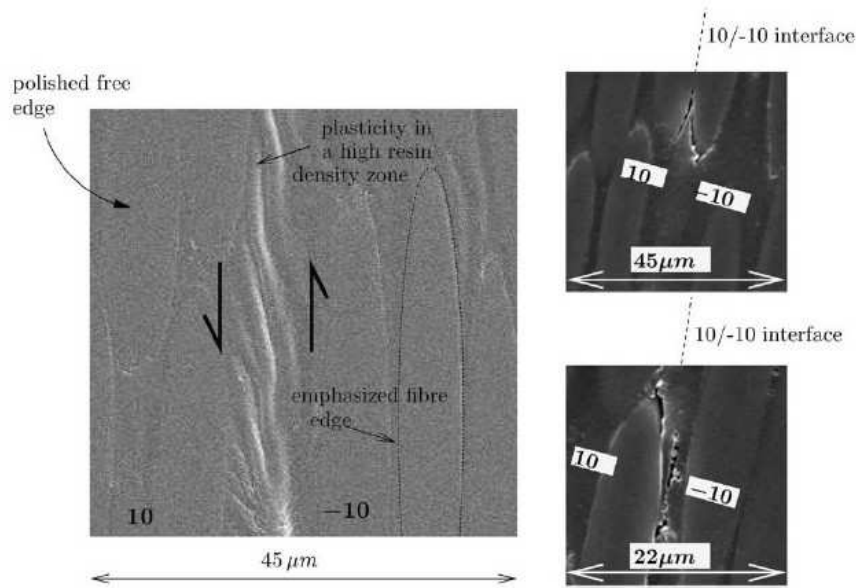 10/-10 interface
polished free
edge
plasticity in
a high resin
density zone
10
−10
45μm
10/-10 interface
emphasized fibre
edge
10
−10
10
−10
45 μm
22μm